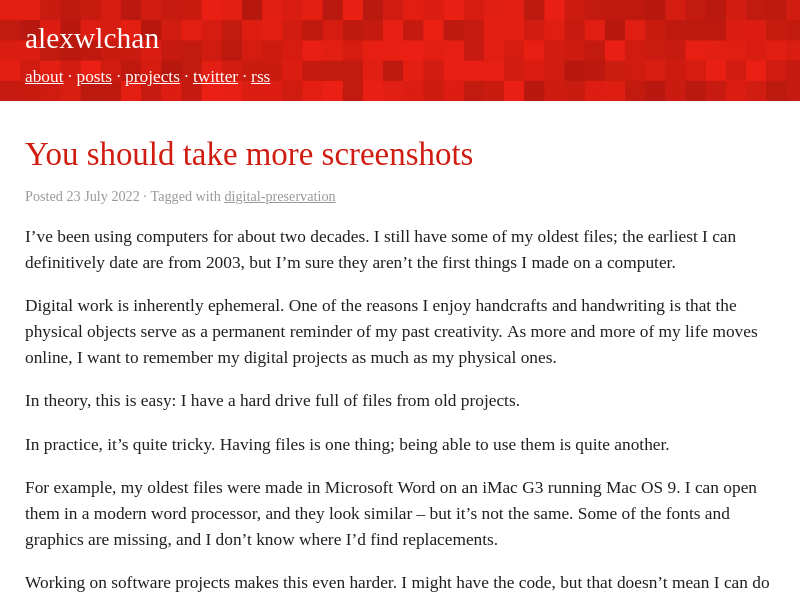 alexwlchan
about · posts · projects · twitter · rss
You should take more screenshots
Posted 23 July 2022 · Tagged with digital-preservation
I’ve been using computers for about two decades. I still have some of my oldest files; the earliest I can
definitively date are from 2003, but I’m sure they aren’t the first things I made on a computer.
Digital work is inherently ephemeral. One of the reasons I enjoy handcrafts and handwriting is that the
physical objects serve as a permanent reminder of my past creativity. As more and more of my life moves
online, I want to remember my digital projects as much as my physical ones.
In theory, this is easy: I have a hard drive full of files from old projects.
In practice, it’s quite tricky. Having files is one thing; being able to use them is quite another.
For example, my oldest files were made in Microsoft Word on an iMac G3 running Mac OS 9. I can open
them in a modern word processor, and they look similar – but it’s not the same. Some of the fonts and
graphics are missing, and I don’t know where I’d find replacements.
Working on software projects makes this even harder. I might have the code, but that doesn’t mean I can do